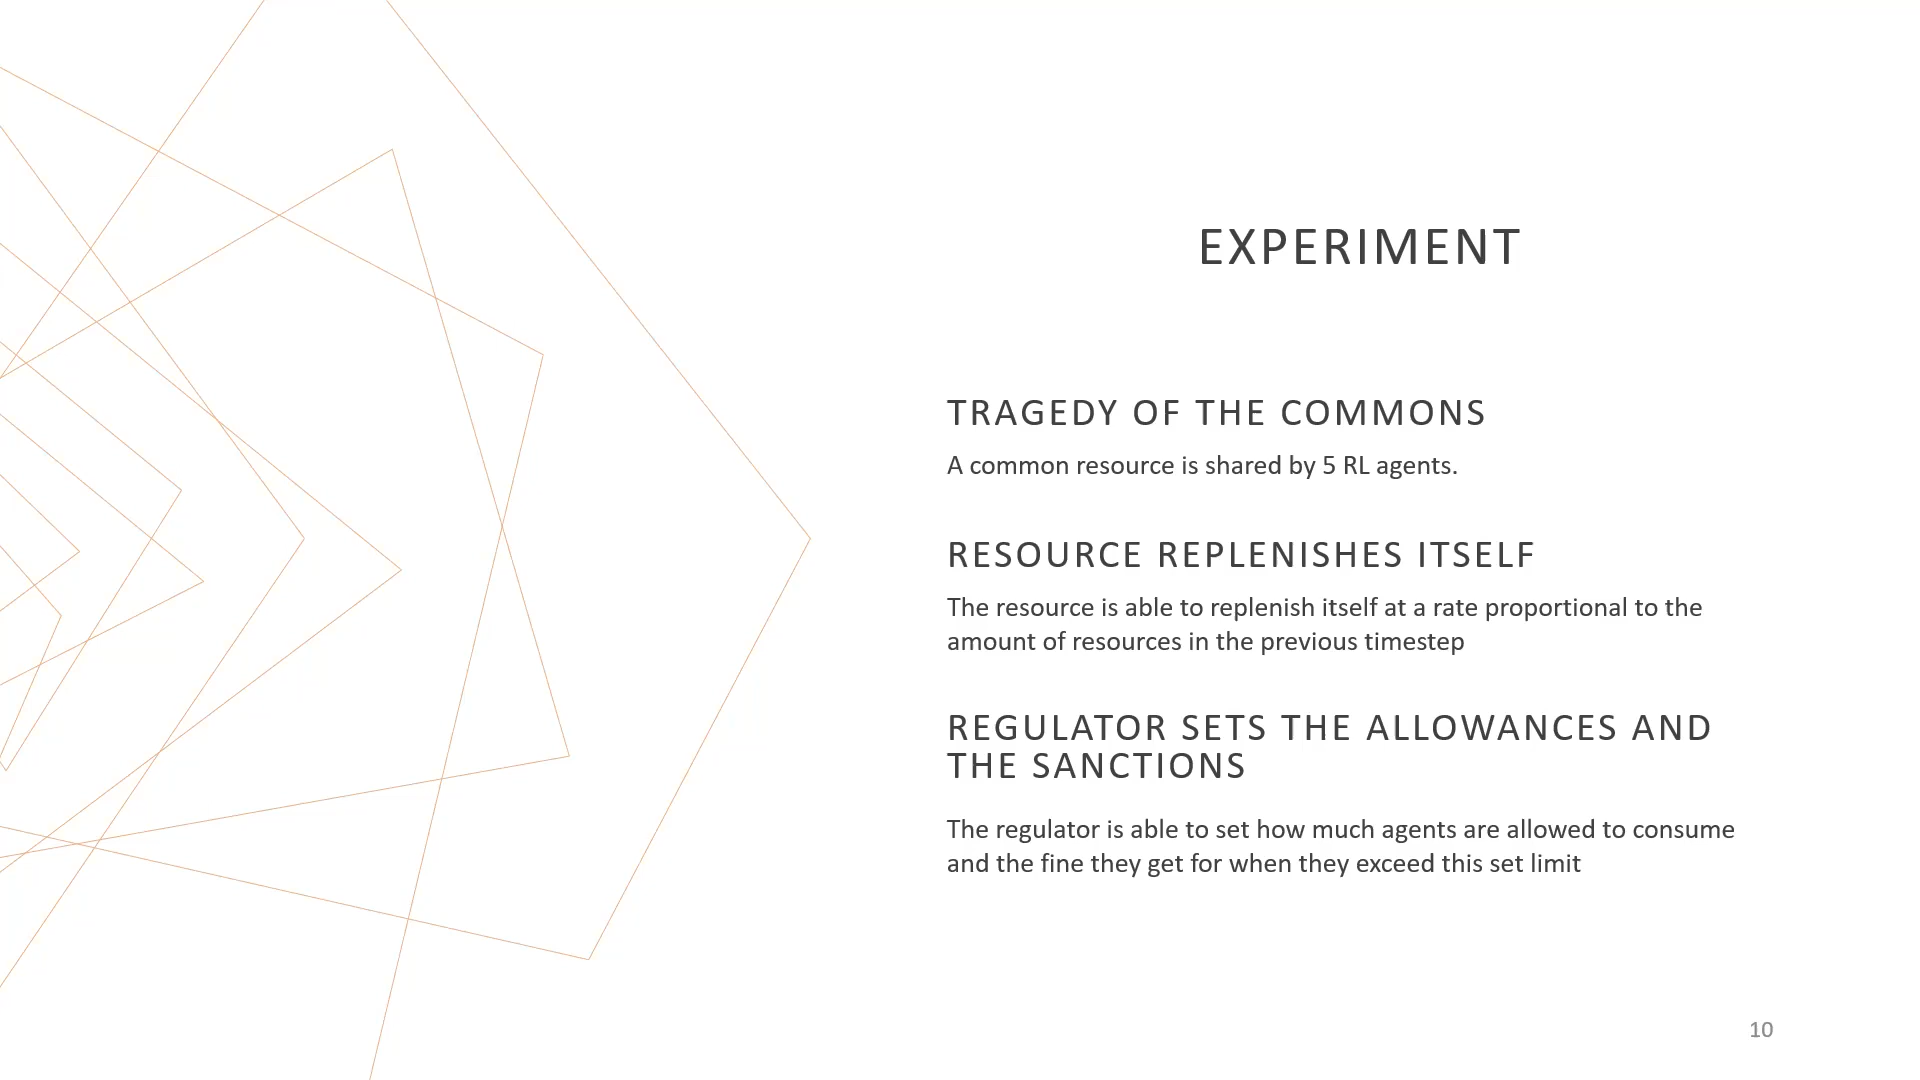 EXPERIMENT
TRAGEDY OF THE COMMONS
A common resource is shared by 5 RL agents.
RESOURCE REPLENISHES ITSELF
The resource is able to replenish itself at a rate proportional to the
amount of resources in the previous timestep
REGULATOR SETS THE ALLOWANCES AND
THE SANCTIONS
The regulator is able to set how much agents are allowed to consume
and the fine they get for when they exceed this set limit
10